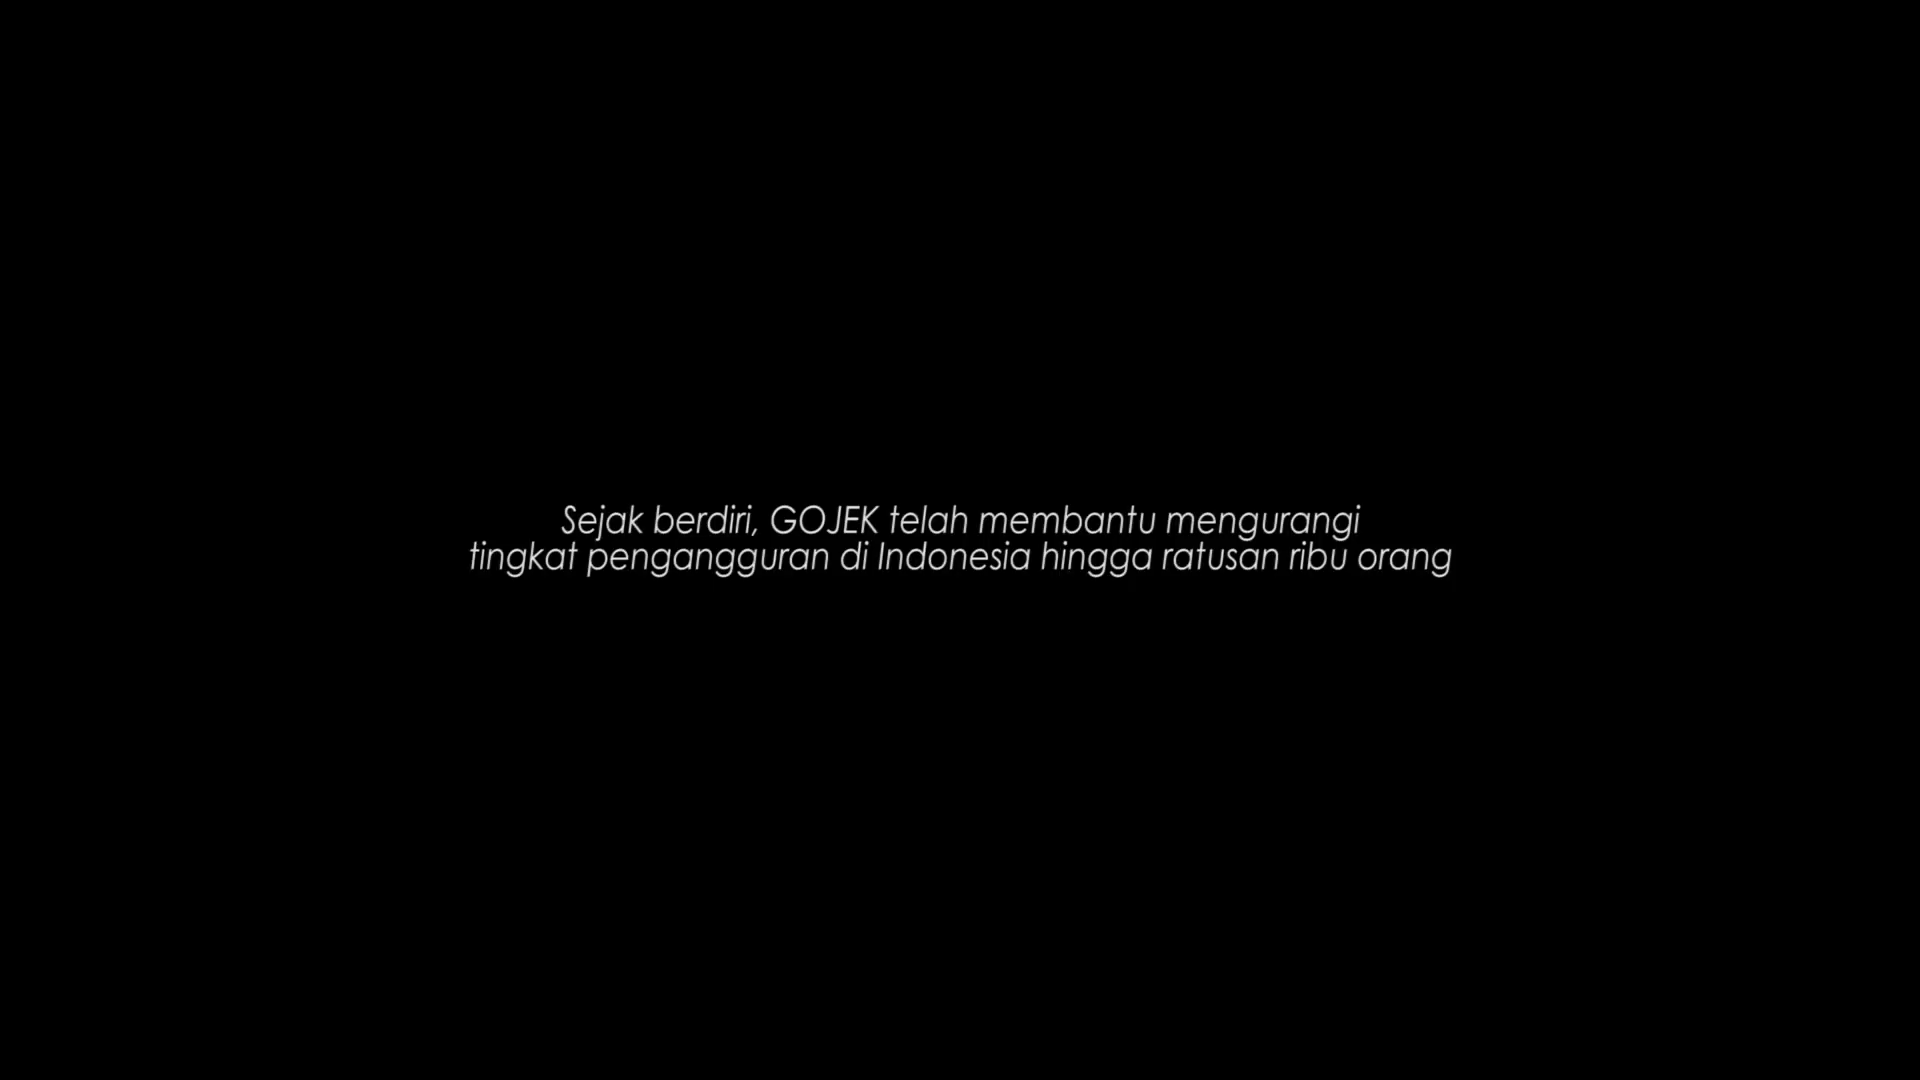 Sejak berdiri, GOJEK telah membantu mengurangi
tingkat pengangguran di Indonesia hingga ratusan ribu orang